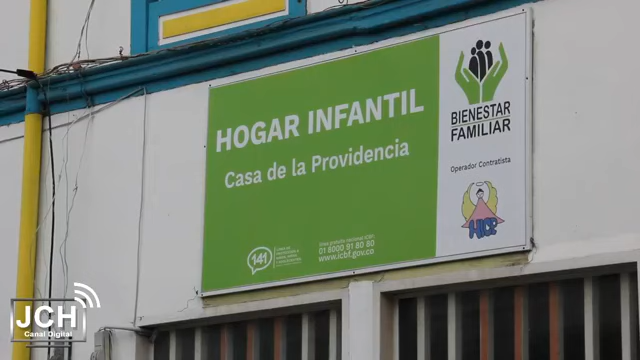 HOGAR INFANTIL
Casa de la Providencia
BIENESTAR
FAMILIAR
Operador Contratista
141
01 8000 91 80 80
www.icbf.gov.co
JCH
Canal Digital